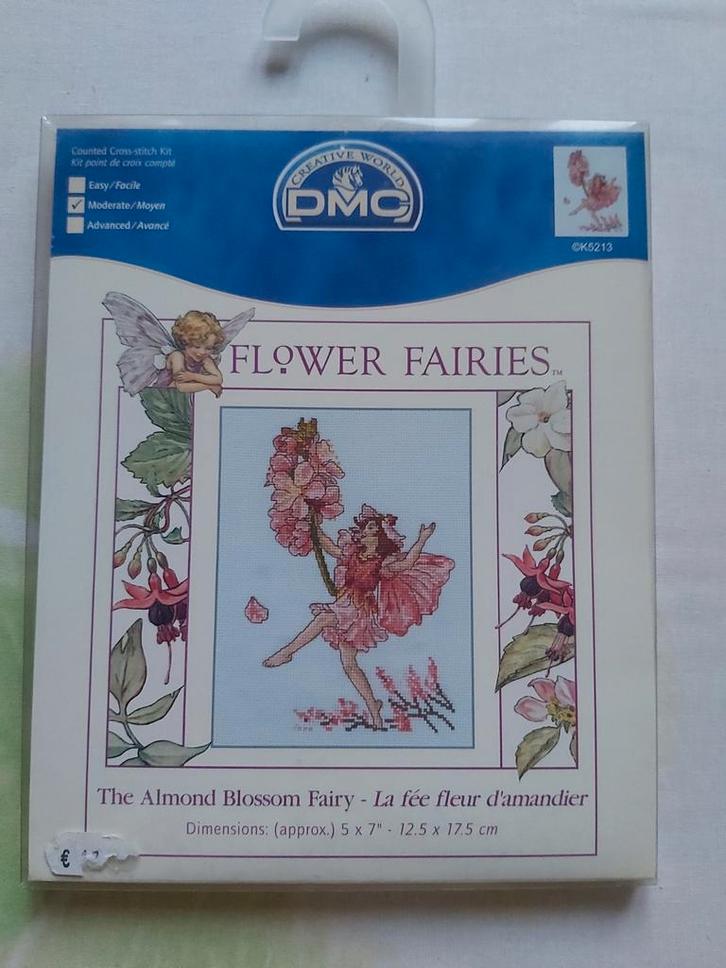 Counted Cross-stitch Kit
Kit point de croix compté
Easy/Facile
Moderate/Moyen
Advanced/Avancé
CREATIVE WORLD
DMC
©K5213
FLOWER FAIRIES™
The Almond Blossom Fairy - La fée fleur d'amandier
Dimensions: (approx.) 5 x 7" - 12.5 x 17.5 cm
€